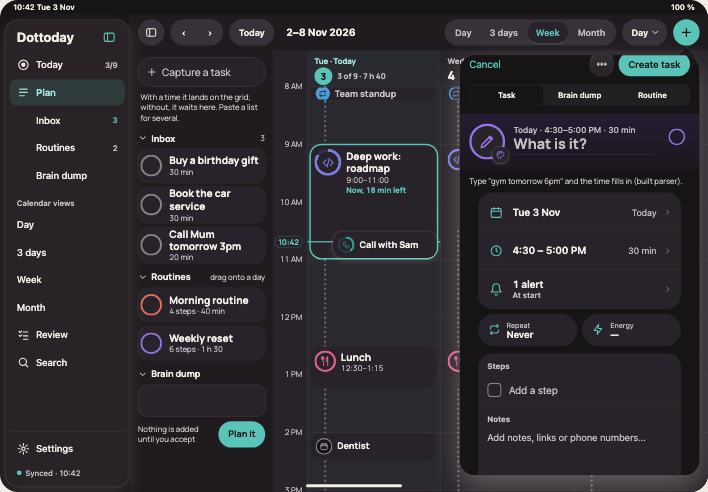 10:42 Tue 3 Nov
100 %
Dottoday
Today 3/9
Plan
Inbox 3
Routines 2
Brain dump
Calendar views
Day
3 days
Week
Month
Review
Search
Settings
Synced · 10:42
Today
2–8 Nov 2026
Day
3 days
Week
Month
Day
+ Capture a task
With a time it lands on the grid;
without, it waits here. Paste a list
for several.
Inbox 3
Buy a birthday gift
30 min
Book the car
service
30 min
Call Mum
tomorrow 3pm
20 min
Routines drag onto a day
Morning routine
4 steps · 40 min
Weekly reset
6 steps · 1 h 30
Brain dump
Nothing is added
until you accept
Plan it
Tue · Today
3 3 of 9 · 7 h 40
Wed
4
8 AM
Team standup
9 AM
Deep work:
roadmap
9:00–11:00
Now, 18 min left
10 AM
10:42
Call with Sam
11 AM
12 PM
Lunch
12:30–1:15
1 PM
2 PM
Dentist
3 PM
Cancel
Create task
Task
Brain dump
Routine
Today · 4:30–5:00 PM · 30 min
What is it?
Type "gym tomorrow 6pm" and the time fills in (built parser).
Tue 3 Nov Today
4:30 – 5:00 PM 30 min
1 alert
At start
Repeat
Never
Energy
—
Steps
Add a step
Notes
Add notes, links or phone numbers...